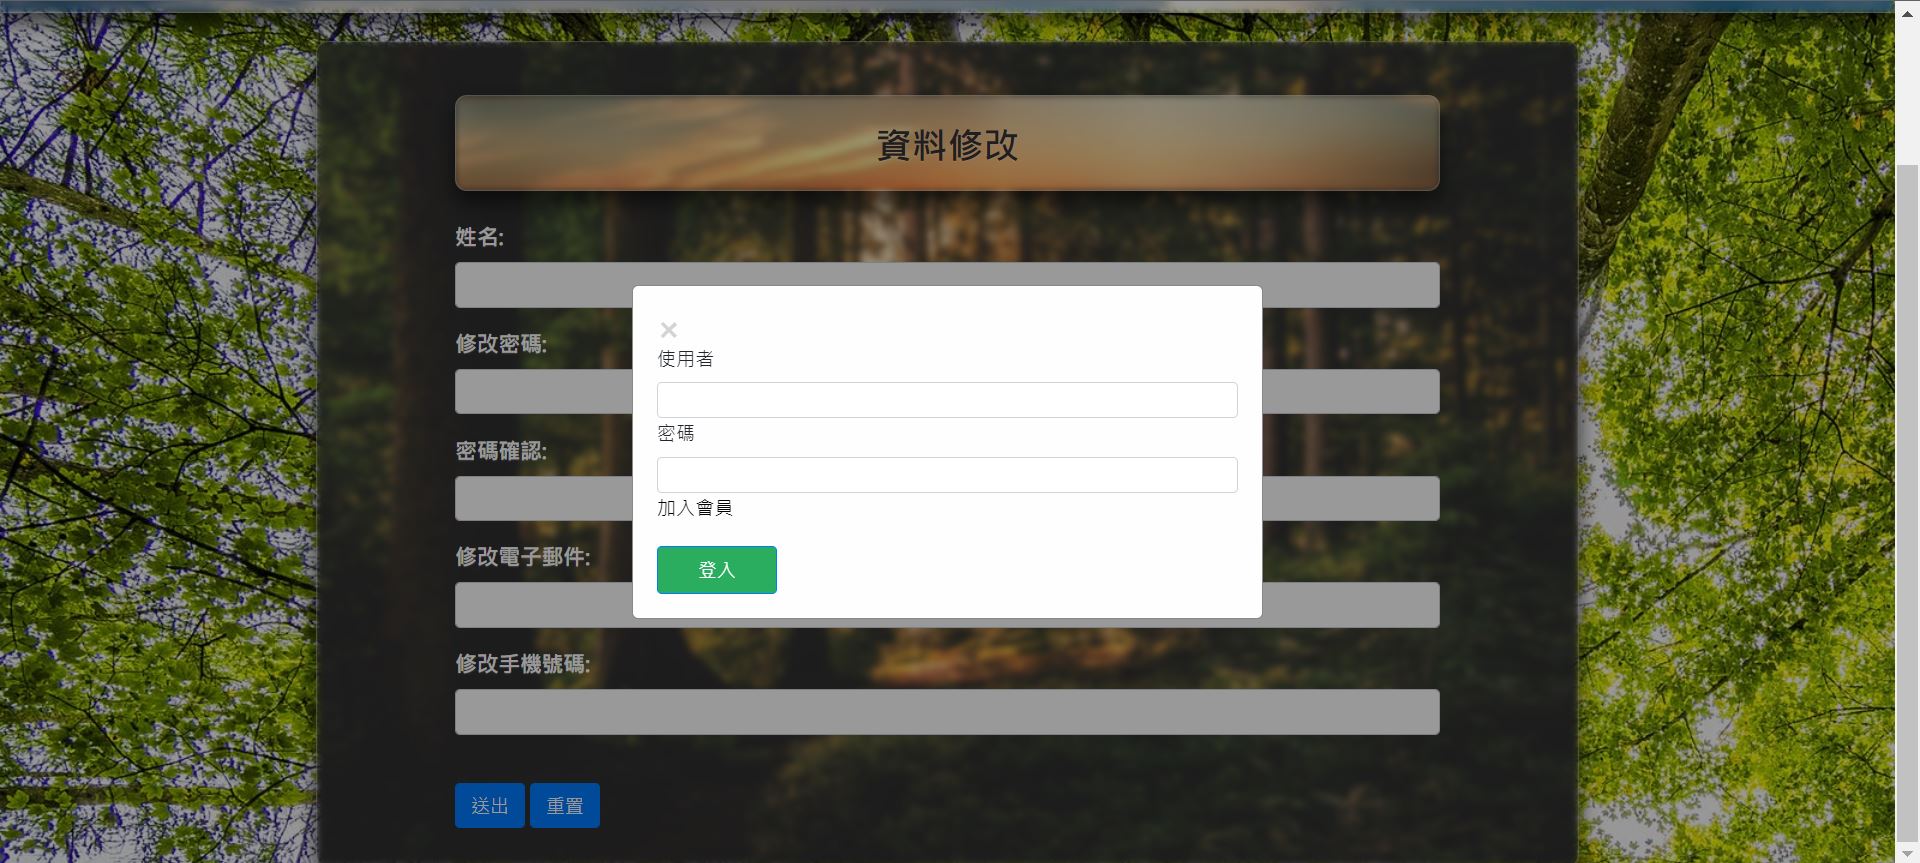 資料修改
姓名:
修改密碼:
密碼確認:
修改電子郵件:
修改手機號碼:
送出 重置
×
使用者
密碼
加入會員
登入